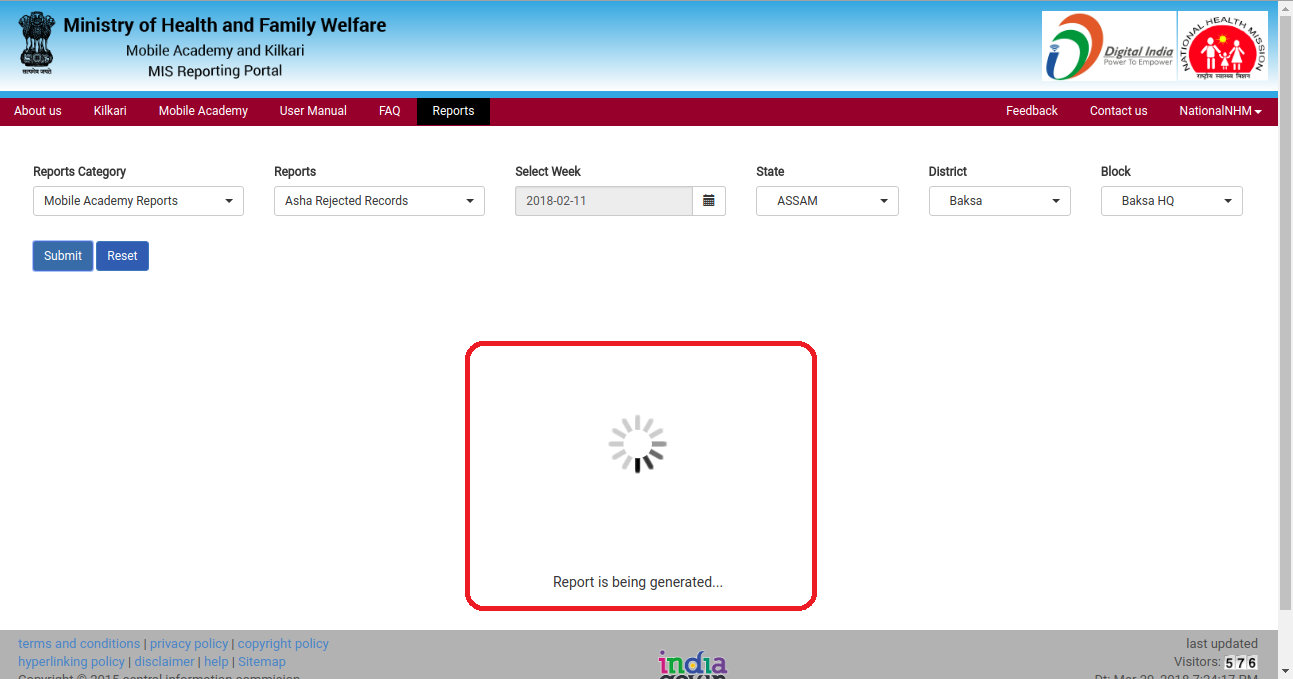 Ministry of Health and Family Welfare
Mobile Academy and Kilkari
MIS Reporting Portal
सत्यमेव जयते
Digital India
Power To Empower
NATIONAL HEALTH MISSION
राष्ट्रीय स्वास्थ्य मिशन
About us Kilkari Mobile Academy User Manual FAQ Reports Feedback Contact us NationalNHM
Reports Category Reports Select Week State District Block
Mobile Academy Reports Asha Rejected Records 2018-02-11 ASSAM Baksa Baksa HQ
Submit Reset
Report is being generated...
terms and conditions | privacy policy | copyright policy
hyperlinking policy | disclaimer | help | Sitemap
Copyright © 2015 central information commision
india
gov.in
last updated
Visitors: 576
Dt: Mar 20, 2018 7:24:17 PM